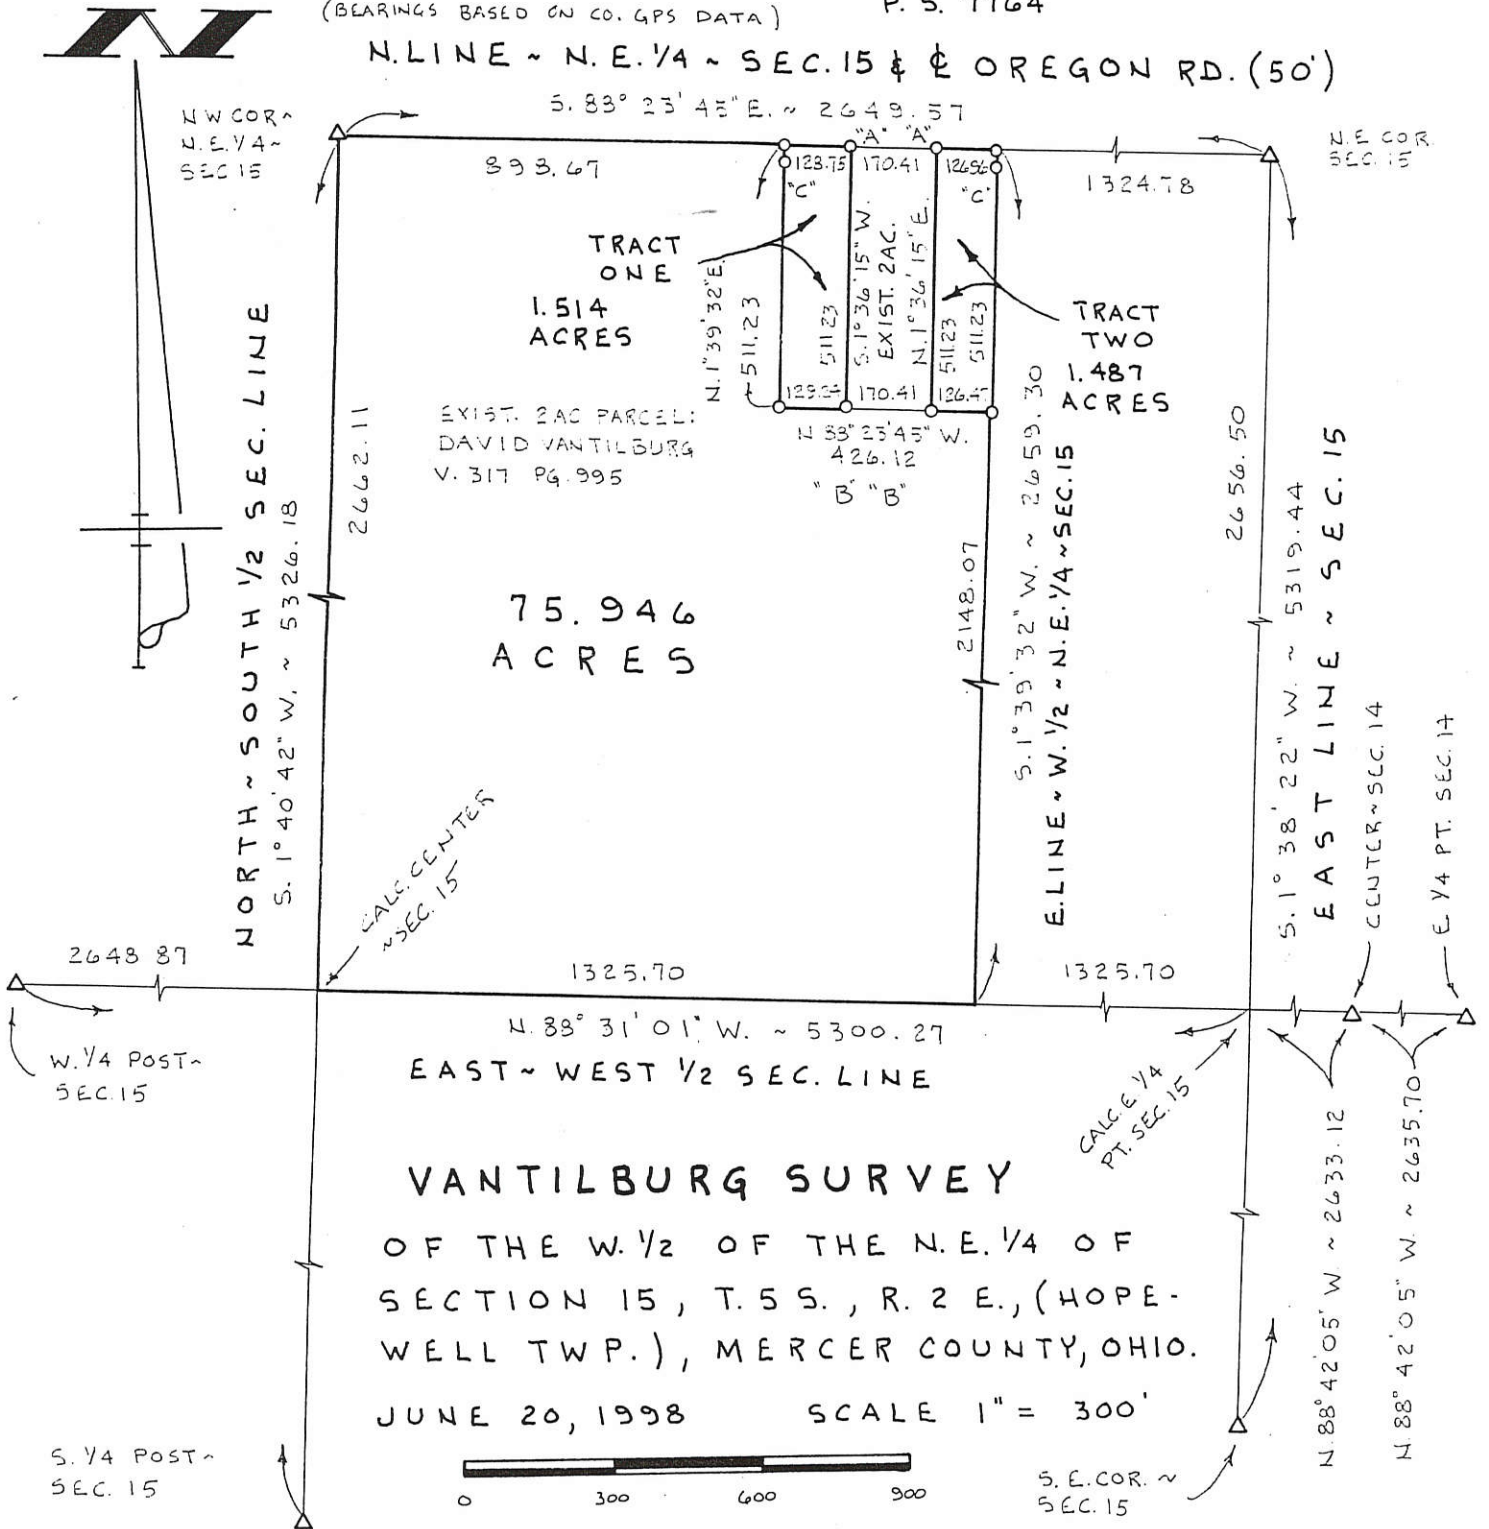 N
(BEARINGS BASED ON CO. GPS DATA)
P. S. 7764
N. LINE ~ N. E. 1/4 ~ SEC. 15 & ℄ OREGON RD. (50')
S. 88° 23' 45" E. ~ 2649.57
NW COR ~
N. E. 1/4 ~
SEC 15
N. E COR.
SEC. 15
"A" "A"
898.67
128.75
170.41
126.56
1324.78
"C"
"C"
TRACT
ONE
1.514
ACRES
N. 1° 39' 32" E.
511.23
511.23
S. 1° 36' 15" W.
EXIST. 2AC.
N. 1° 36' 15" E.
511.23
511.23
TRACT
TWO
1.487
ACRES
129.24
170.41
126.47
N 88° 23' 45" W.
426.12
"B" "B"
EXIST. 2AC PARCEL:
DAVID VANTILBURG
V. 317 PG. 995
NORTH ~ SOUTH 1/2 SEC. LINE
S. 1° 40' 42" W. ~ 5326.18
2662.11
75.946
ACRES
2148.07
S. 1° 39' 32" W. ~ 2659.30
E. LINE ~ W. 1/2 ~ N. E. 1/4 ~ SEC. 15
2656.50
S. 1° 38' 22" W. ~ 5319.44
EAST LINE ~ SEC. 15
CENTER ~ SEC. 14
E 1/4 PT. SEC. 14
CALC. CENTER
~ SEC. 15
2648 87
1325.70
1325.70
N. 88° 31' 01" W. ~ 5300.27
EAST ~ WEST 1/2 SEC. LINE
W. 1/4 POST ~
SEC. 15
CALC. E 1/4
PT. SEC. 15
N. 88° 42' 05" W. ~ 2633.12
N. 88° 42' 05" W. ~ 2635.70
VANTILBURG SURVEY
OF THE W. 1/2 OF THE N. E. 1/4 OF
SECTION 15, T. 5 S., R. 2 E., (HOPE-
WELL TWP.), MERCER COUNTY, OHIO.
JUNE 20, 1998 SCALE 1" = 300'
0 300 600 900
S. 1/4 POST ~
SEC. 15
S. E. COR. ~
SEC. 15